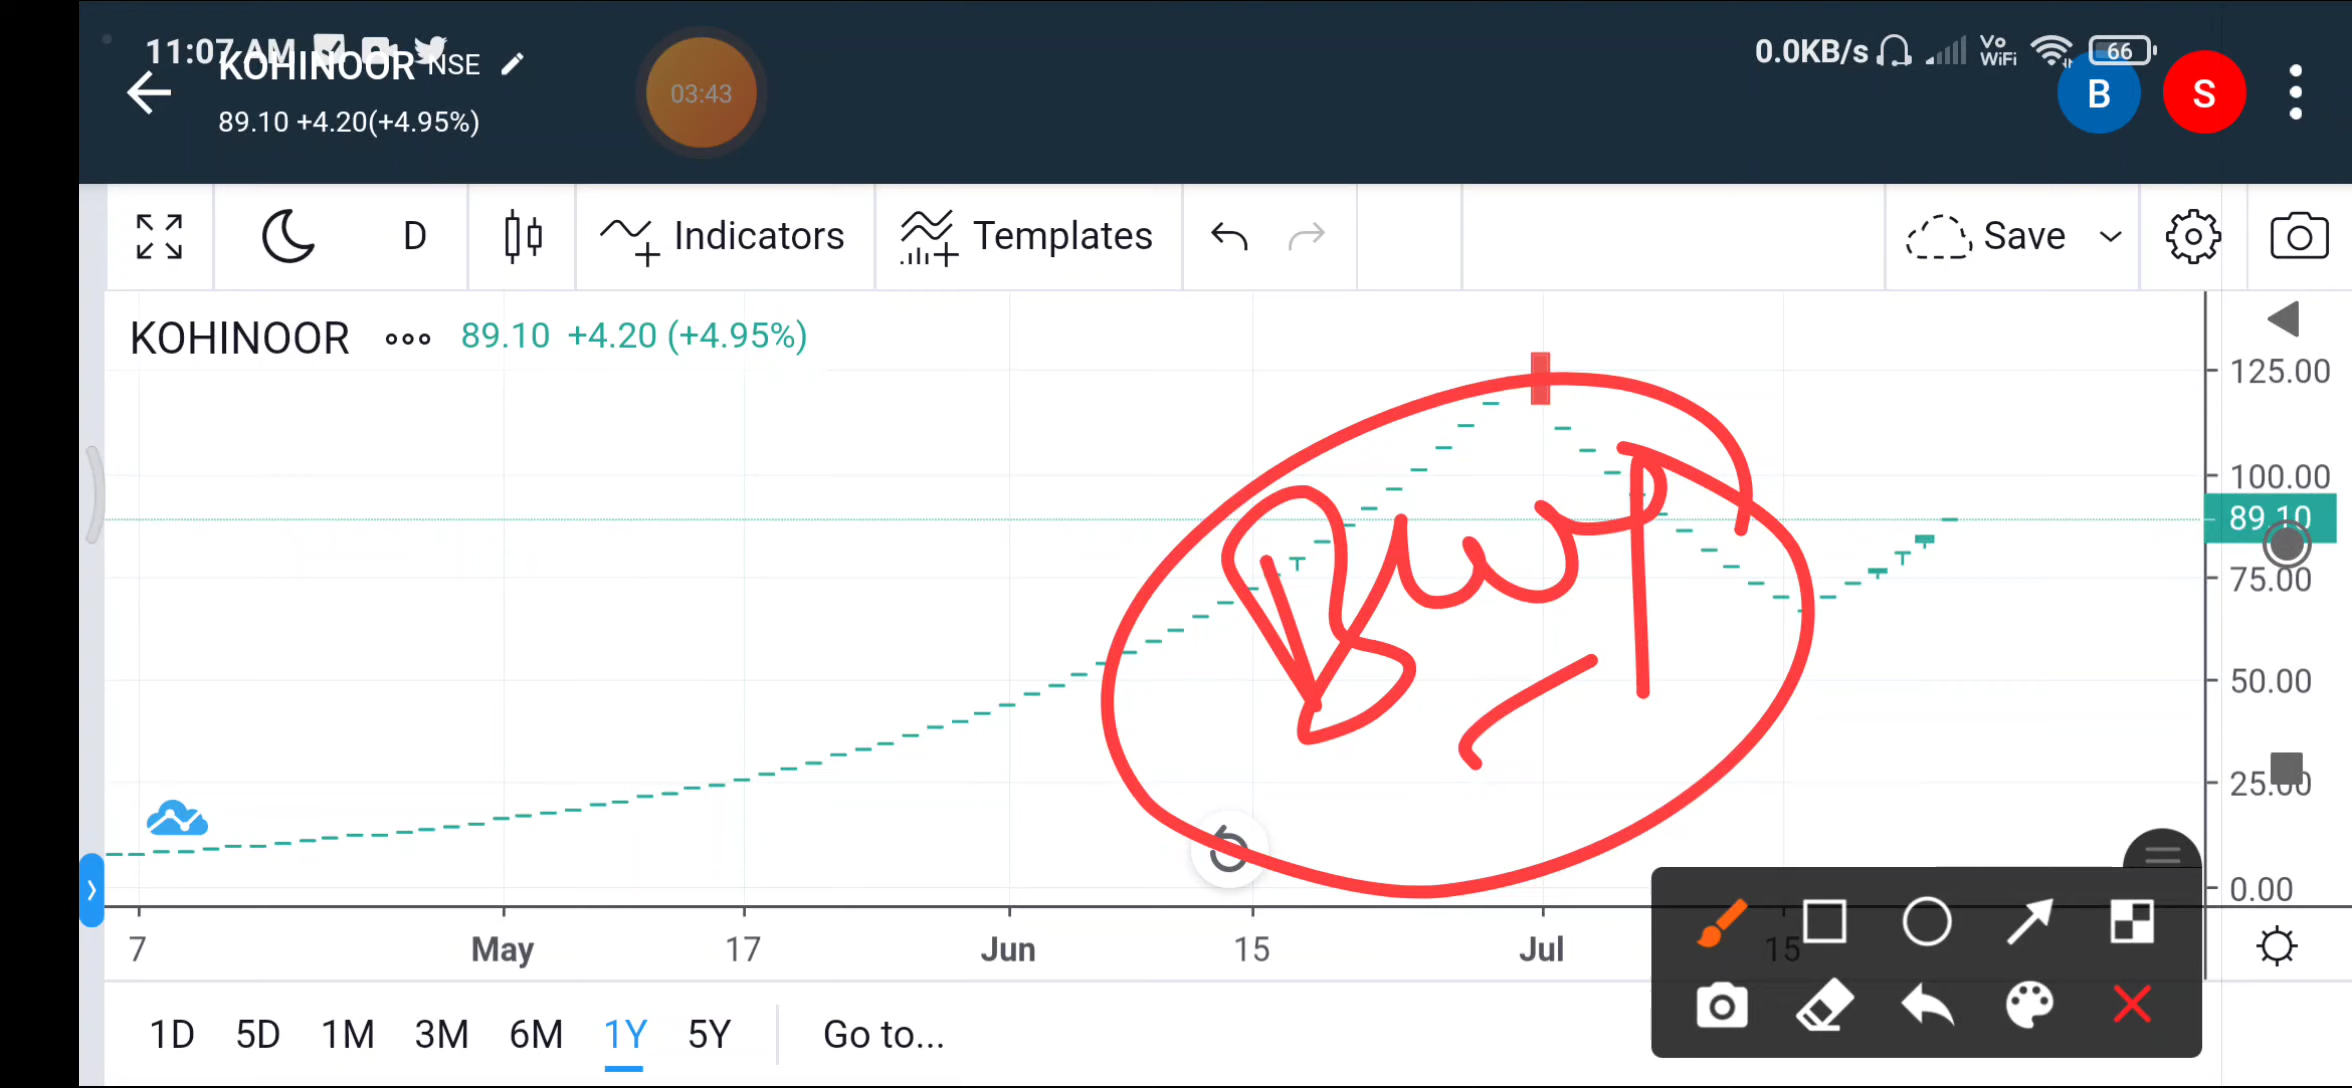 11:07 AM
0.0KB/s Vo WiFi 66
KOHINOOR NSE
89.10 +4.20(+4.95%)
03:43
B S
D Indicators Templates Save
KOHINOOR 89.10 +4.20 (+4.95%)
125.00
100.00
89.10
75.00
50.00
25.00
0.00
7 May 17 Jun 15 Jul 15
1D 5D 1M 3M 6M 1Y 5Y Go to...